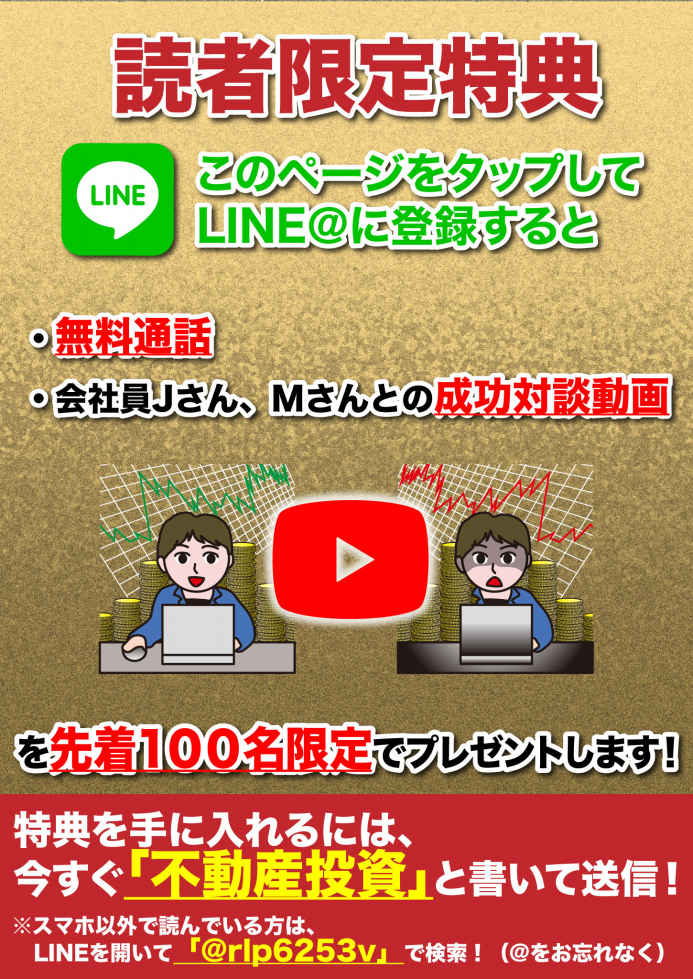 読者限定特典
LINE
このページをタップして
LINE@に登録すると
・無料通話
・会社員Jさん、Mさんとの成功対談動画
を先着100名限定でプレゼントします!
特典を手に入れるには、
今すぐ「不動産投資」と書いて送信!
※スマホ以外で読んでいる方は、
LINEを開いて「@rlp6253v」で検索!(@をお忘れなく)